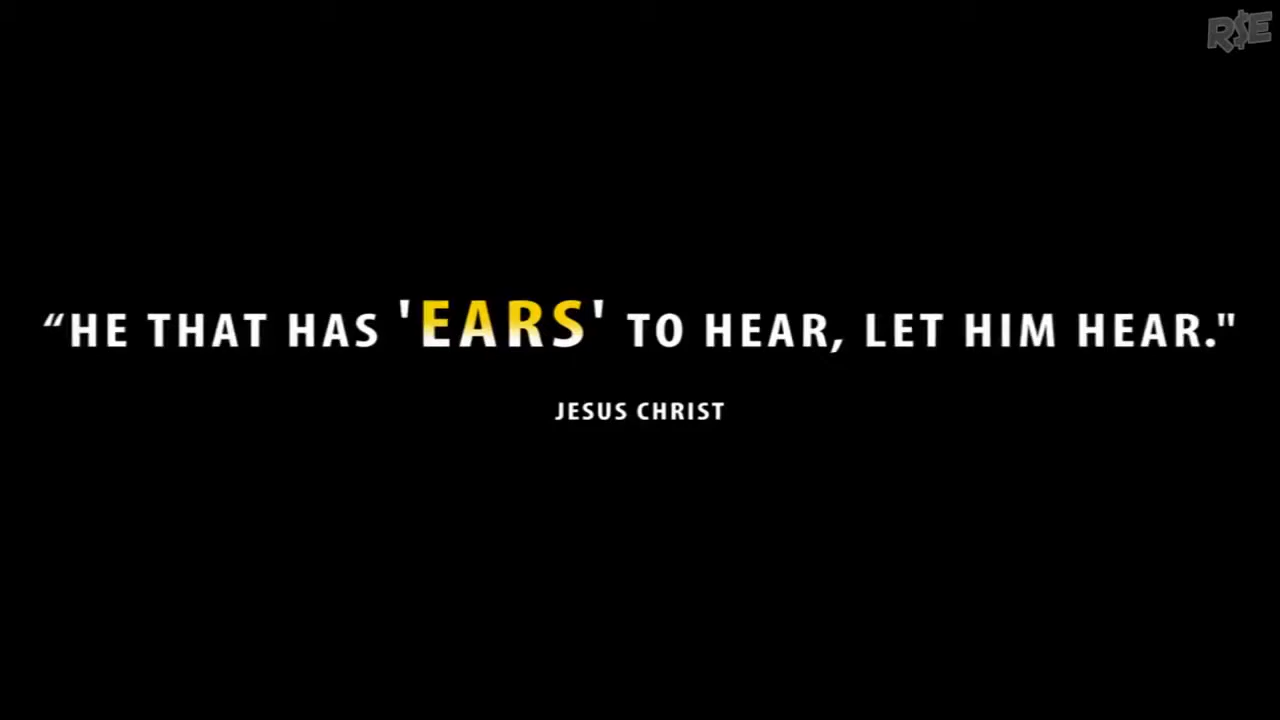 R$E
“HE THAT HAS 'EARS' TO HEAR, LET HIM HEAR."
JESUS CHRIST